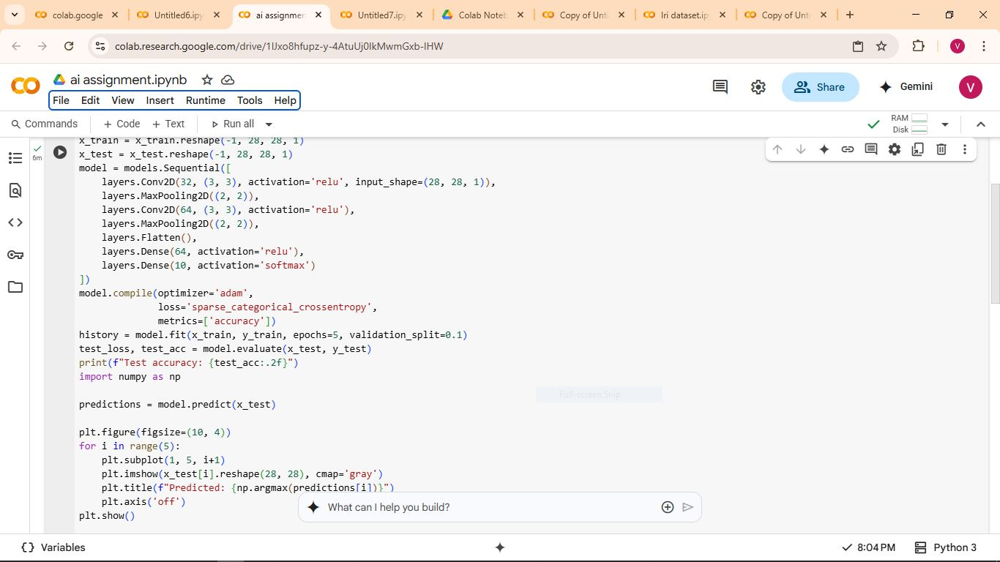 colab.google
Untitled6.ipy
ai assignmen
Untitled7.ipy
Colab Noteb
Copy of Unti
Iri dataset.ip
Copy of Unti
colab.research.google.com/drive/1IJxo8hfupz-y-4AtuUj0IkMwmGxb-IHW
V
ai assignment.ipynb
File Edit View Insert Runtime Tools Help
Share
Gemini
V
Commands
+ Code
+ Text
Run all
RAM
Disk
6m
x_train = x_train.reshape(-1, 28, 28, 1)
x_test = x_test.reshape(-1, 28, 28, 1)
model = models.Sequential([
    layers.Conv2D(32, (3, 3), activation='relu', input_shape=(28, 28, 1)),
    layers.MaxPooling2D((2, 2)),
    layers.Conv2D(64, (3, 3), activation='relu'),
    layers.MaxPooling2D((2, 2)),
    layers.Flatten(),
    layers.Dense(64, activation='relu'),
    layers.Dense(10, activation='softmax')
])
model.compile(optimizer='adam',
              loss='sparse_categorical_crossentropy',
              metrics=['accuracy'])
history = model.fit(x_train, y_train, epochs=5, validation_split=0.1)
test_loss, test_acc = model.evaluate(x_test, y_test)
print(f"Test accuracy: {test_acc:.2f}")
import numpy as np
Full-screen Snip
predictions = model.predict(x_test)
plt.figure(figsize=(10, 4))
for i in range(5):
    plt.subplot(1, 5, i+1)
    plt.imshow(x_test[i].reshape(28, 28), cmap='gray')
    plt.title(f"Predicted: {np.argmax(predictions[i])}")
    plt.axis('off')
plt.show()
What can I help you build?
{} Variables
8:04 PM
Python 3